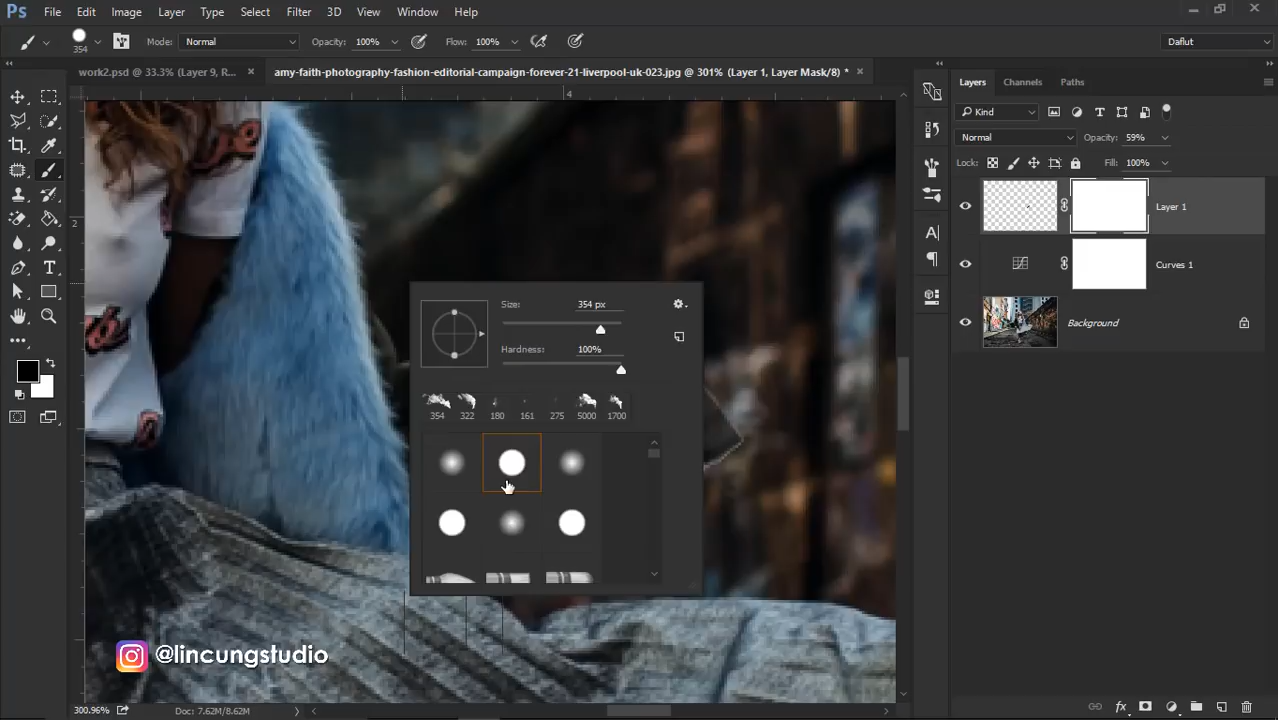 Ps File Edit Image Layer Type Select Filter 3D View Window Help
354 Mode: Normal Opacity: 100% Flow: 100% Daflut
work2.psd @ 33.3% (Layer 9, R... × amy-faith-photography-fashion-editorial-campaign-forever-21-liverpool-uk-023.jpg @ 301% (Layer 1, Layer Mask/8) * ×
4
2
Size: 354 px
Hardness: 100%
354 322 180 161 275 5000 1700
Layers Channels Paths
Kind
Normal Opacity: 59%
Lock: Fill: 100%
Layer 1
Curves 1
Background
@lincungstudio
300.96% Doc: 7.62M/8.62M